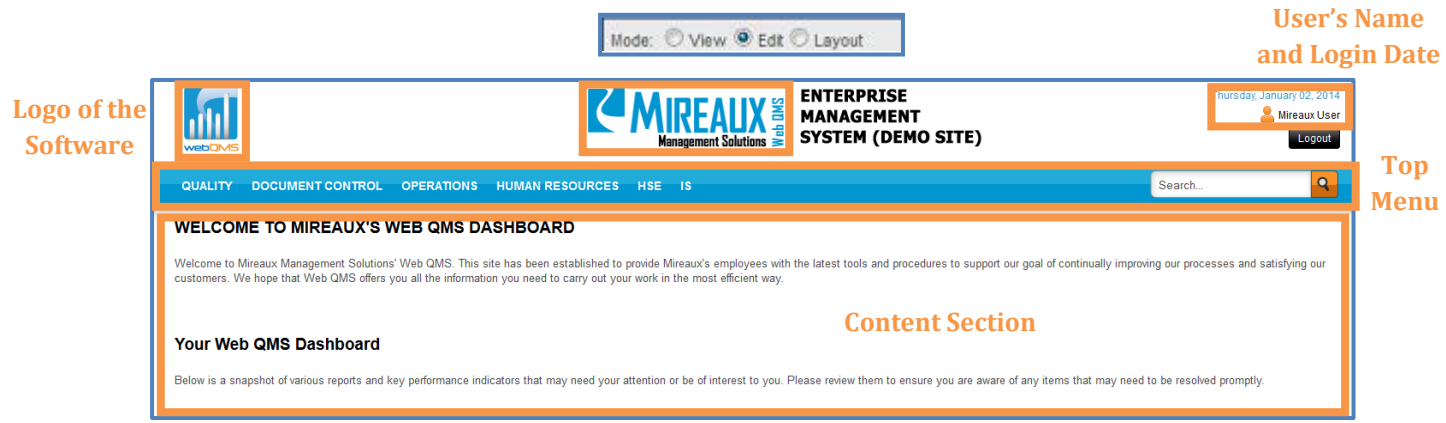 Mode: View Edit Layout
User's Name
and Login Date
Logo of the
Software
webQMS
MIREAUX
Management Solutions
Web QMS
ENTERPRISE
MANAGEMENT
SYSTEM (DEMO SITE)
hursday, January 02, 2014
Mireaux User
Logout
Top
Menu
QUALITY DOCUMENT CONTROL OPERATIONS HUMAN RESOURCES HSE IS
Search...
WELCOME TO MIREAUX'S WEB QMS DASHBOARD
Welcome to Mireaux Management Solutions' Web QMS. This site has been established to provide Mireaux's employees with the latest tools and procedures to support our goal of continually improving our processes and satisfying our
customers. We hope that Web QMS offers you all the information you need to carry out your work in the most efficient way.
Content Section
Your Web QMS Dashboard
Below is a snapshot of various reports and key performance indicators that may need your attention or be of interest to you. Please review them to ensure you are aware of any items that may need to be resolved promptly.